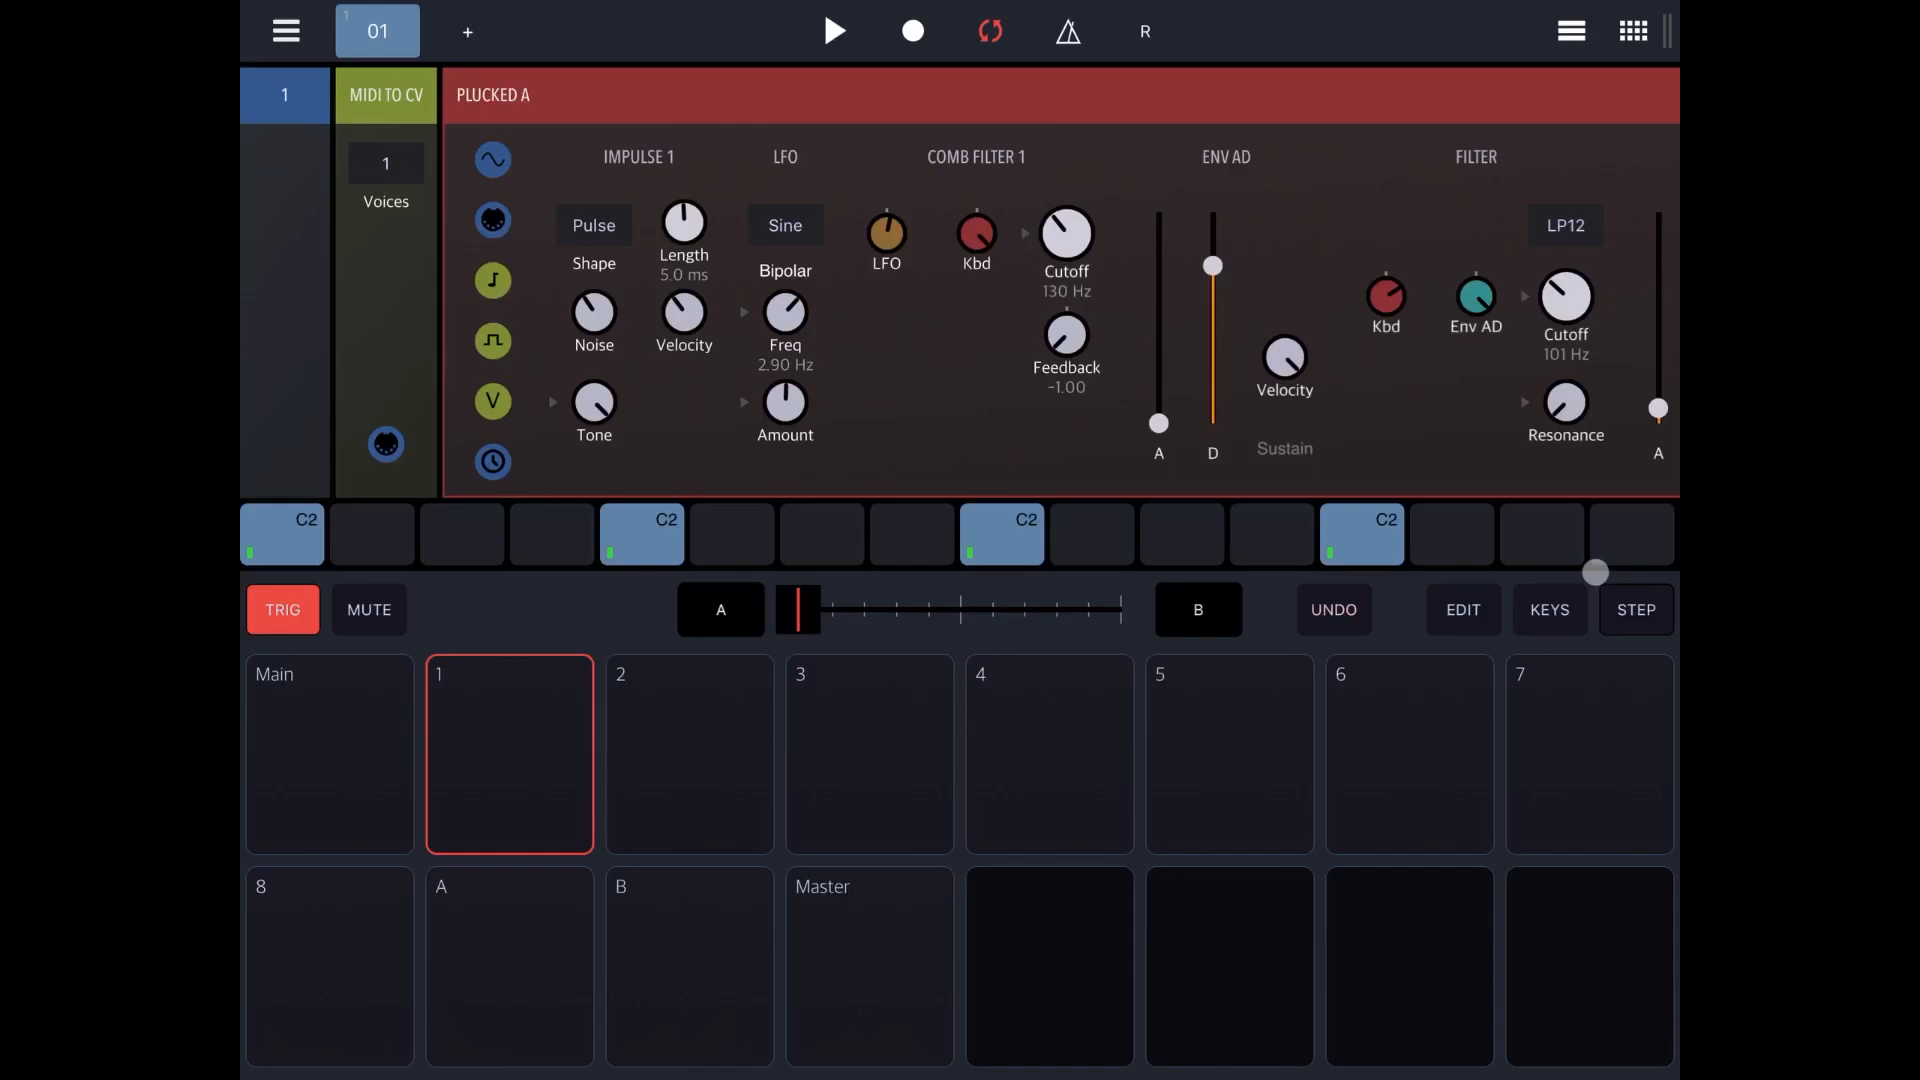 1
01
+
R
1
MIDI TO CV
PLUCKED A
1
Voices
IMPULSE 1
LFO
COMB FILTER 1
ENV AD
FILTER
Pulse
Shape
Length
5.0 ms
Sine
Bipolar
LFO
Kbd
Cutoff
130 Hz
LP12
Noise
Velocity
Freq
2.90 Hz
Feedback
-1.00
Velocity
Kbd
Env AD
Cutoff
101 Hz
V
Tone
Amount
A
D
Sustain
Resonance
A
C2
C2
C2
C2
TRIG
MUTE
A
B
UNDO
EDIT
KEYS
STEP
Main
1
2
3
4
5
6
7
8
A
B
Master